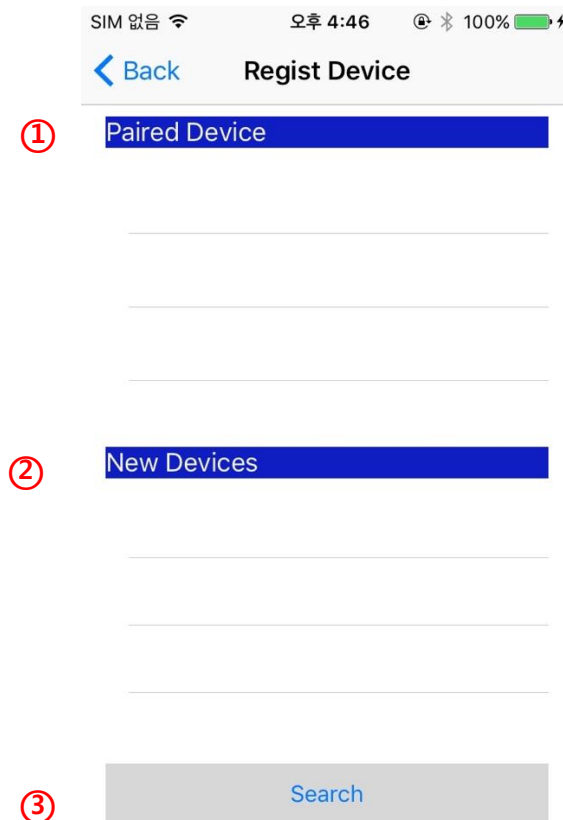 SIM 없음 오후 4:46 100%
Back Regist Device
① Paired Device
② New Devices
③ Search